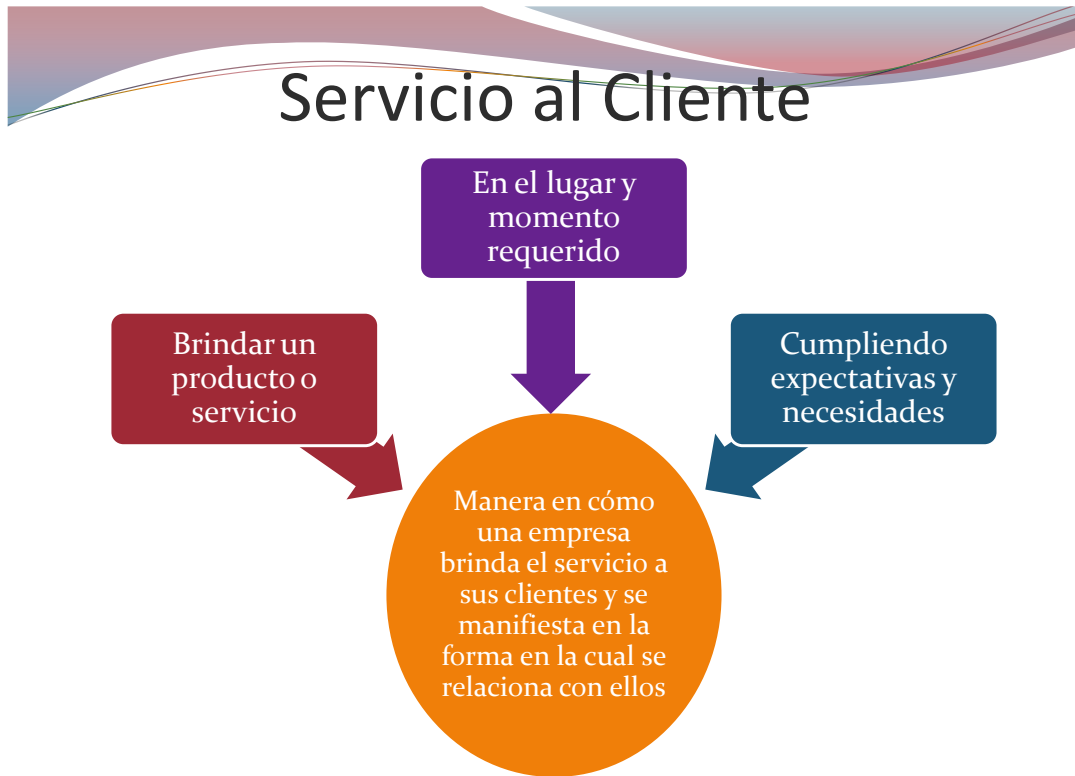 Servicio al Cliente
En el lugar y
momento
requerido
Brindar un
producto o
servicio
Cumpliendo
expectativas y
necesidades
Manera en cómo
una empresa
brinda el servicio a
sus clientes y se
manifiesta en la
forma en la cual se
relaciona con ellos